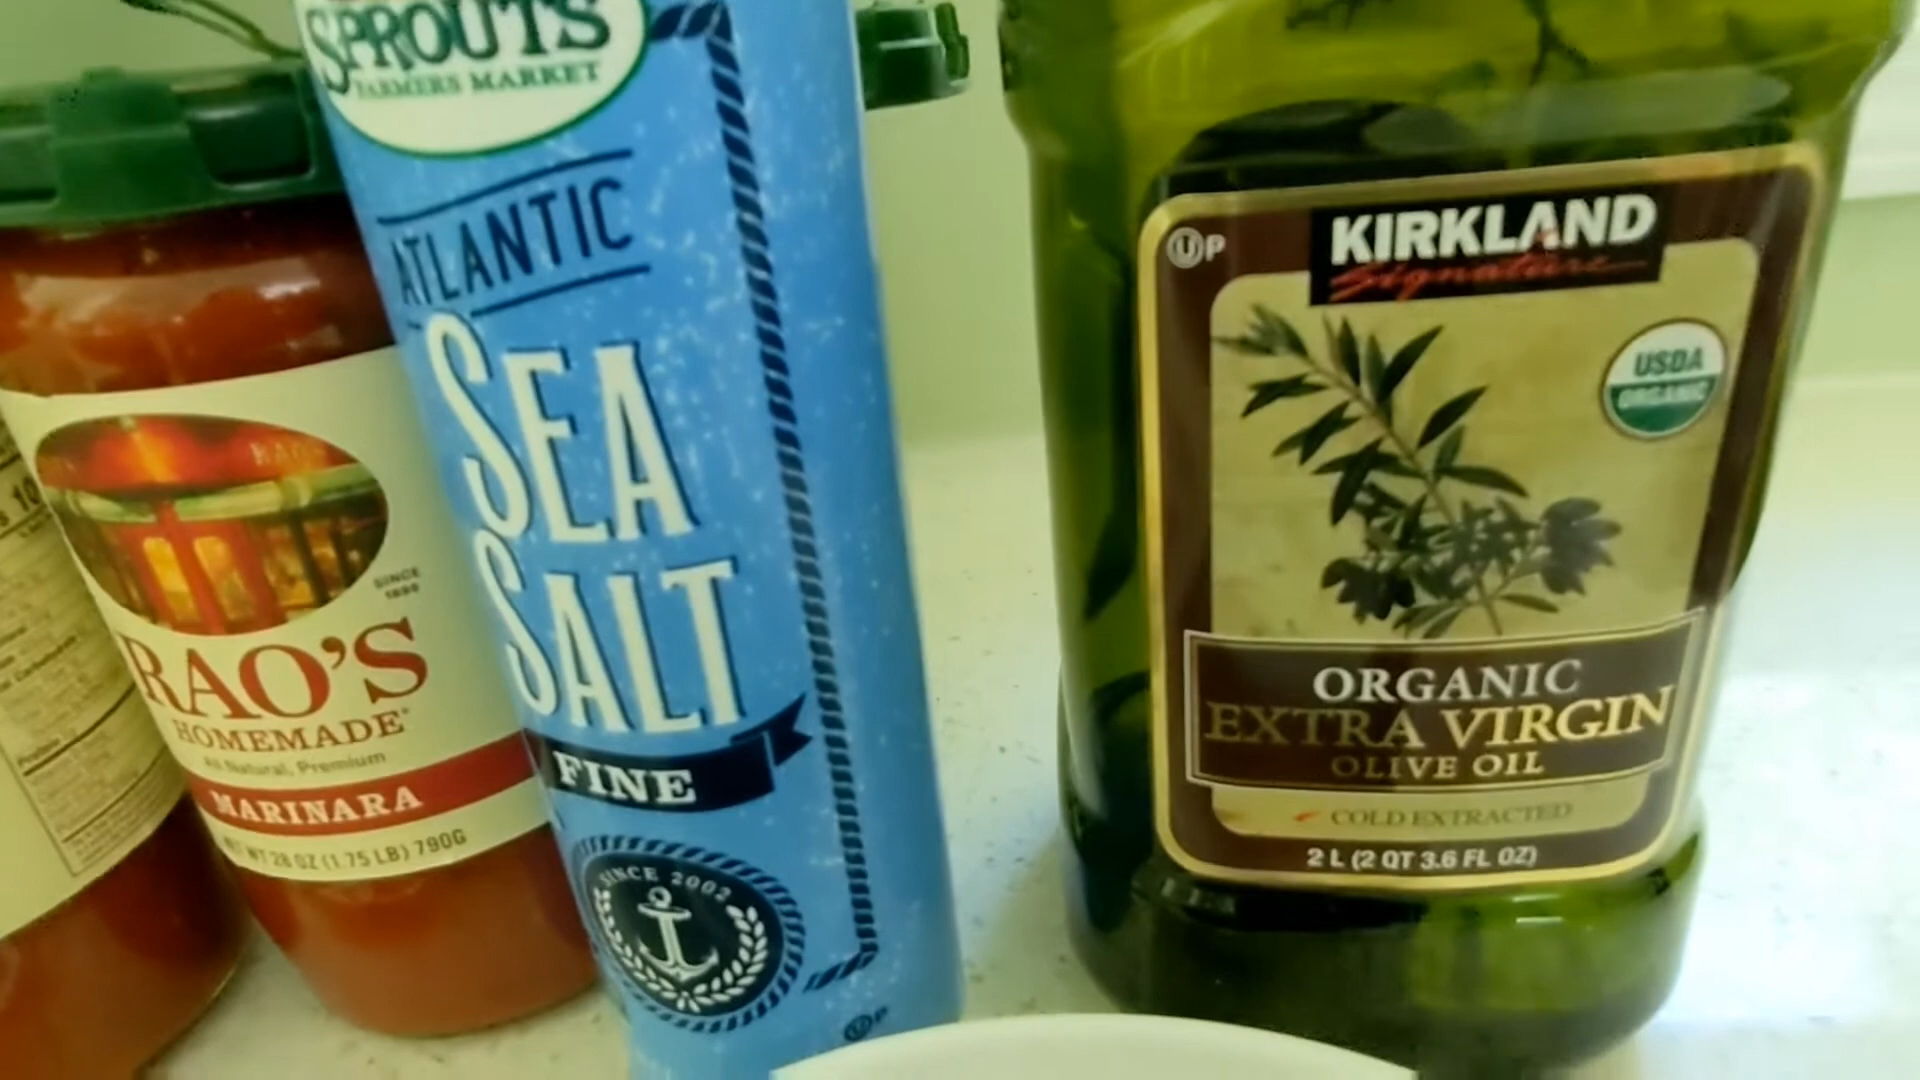 SPROUTS
FARMERS MARKET
ATLANTIC
SEA
SALT
FINE
SINCE 2002
U P
RAO'S
SINCE
HOMEMADE
All Natural, Premium
MARINARA
NET WT 28 OZ (1.75 LB) 790G
10
KIRKLAND
Signature
U P
USDA
ORGANIC
ORGANIC
EXTRA VIRGIN
OLIVE OIL
COLD EXTRACTED
2 L (2 QT 3.6 FL OZ)